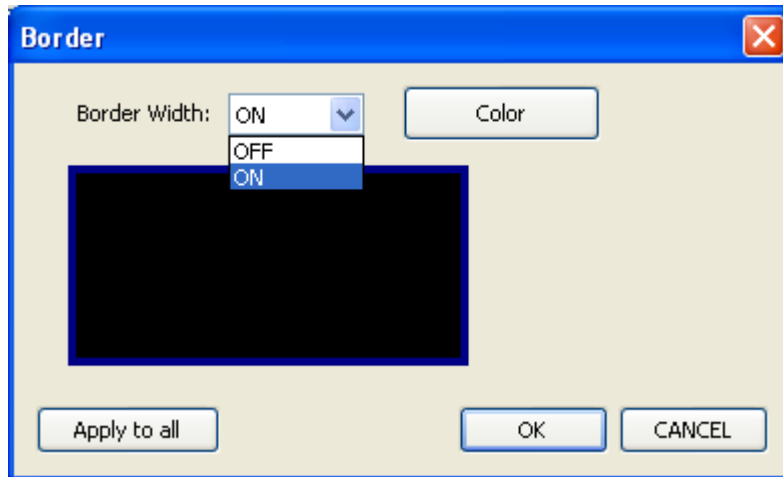 Border
Border Width: ON Color
OFF
ON
Apply to all OK CANCEL